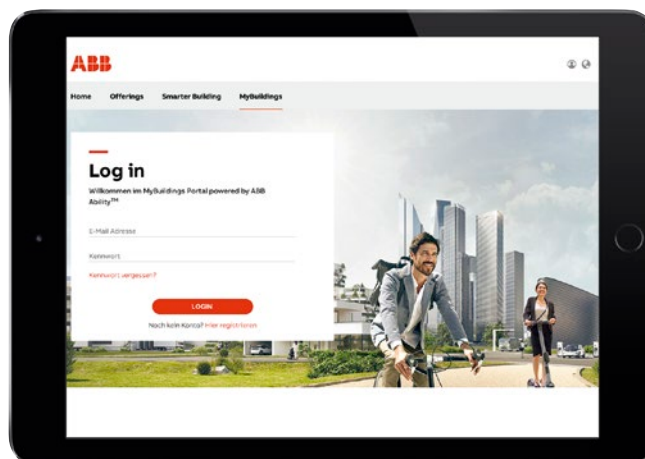 ABB
Home Offerings Smarter Building MyBuildings
Log in
Willkommen im MyBuildings Portal powered by ABB
Ability™
E-Mail Adresse
Kennwort
Kennwort vergessen?
LOGIN
Noch kein Konto? Hier registrieren